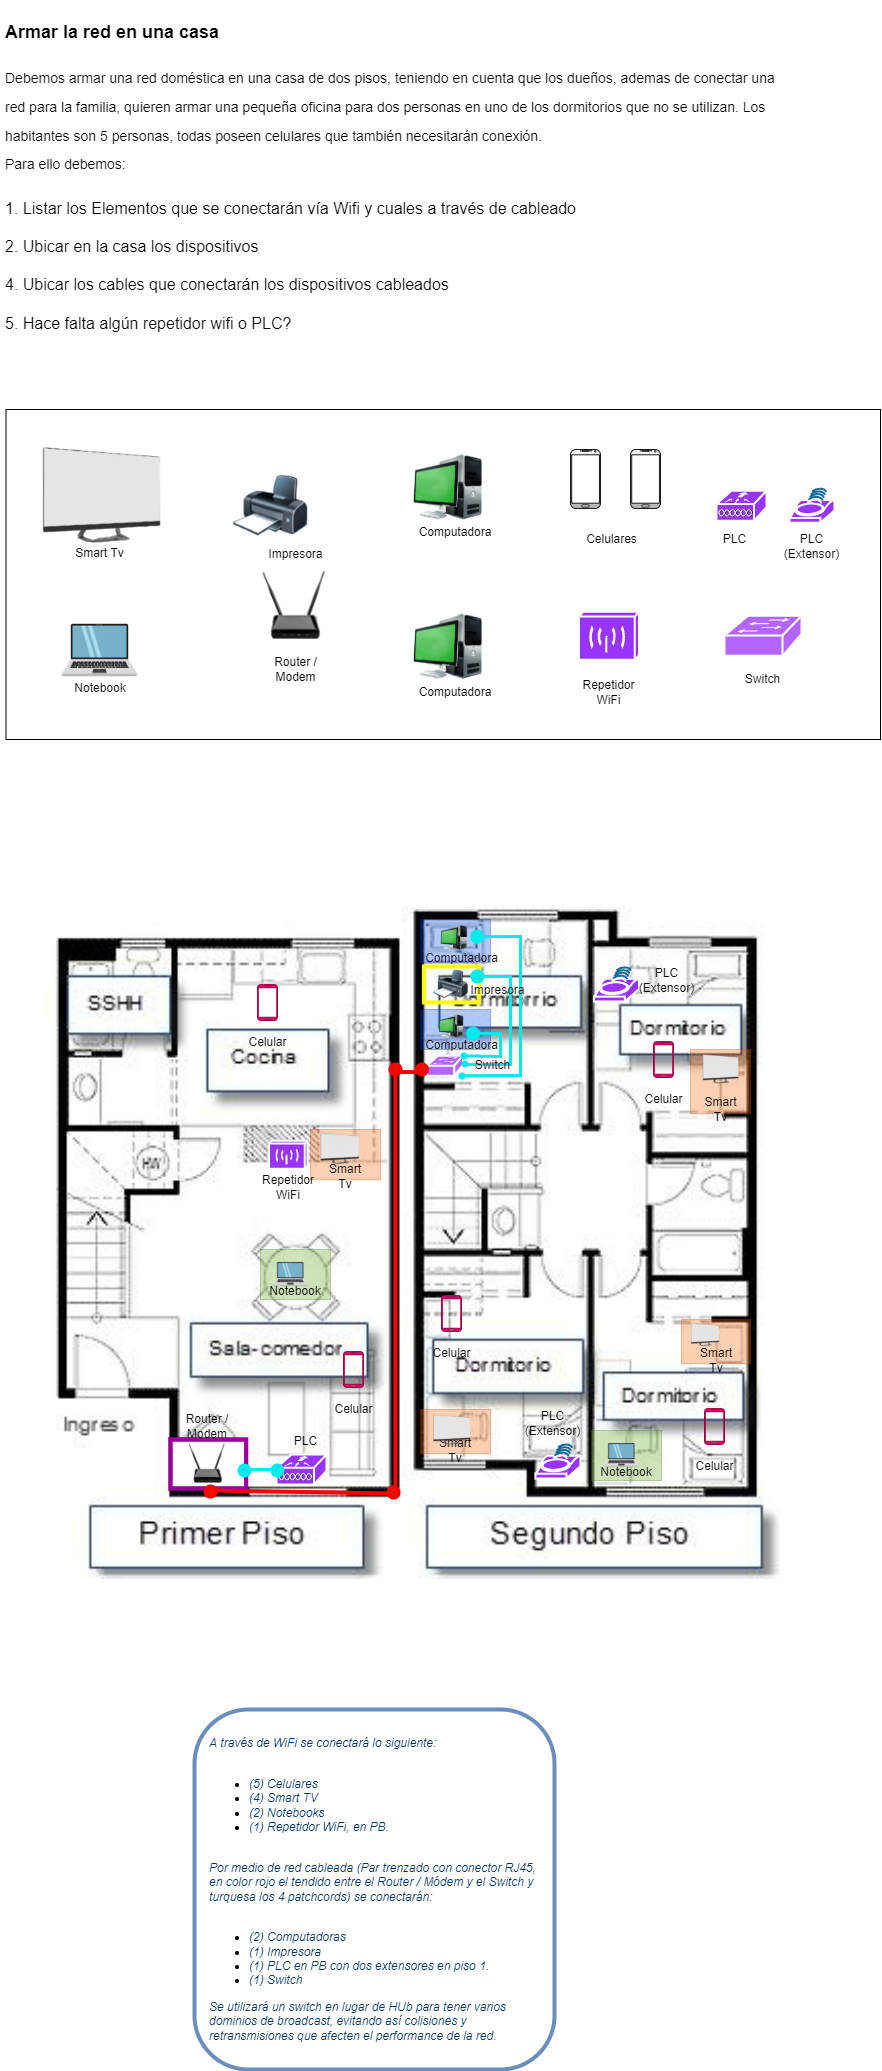 Armar la red en una casa
Debemos armar una red doméstica en una casa de dos pisos, teniendo en cuenta que los dueños, ademas de conectar una
red para la familia, quieren armar una pequeña oficina para dos personas en uno de los dormitorios que no se utilizan. Los
habitantes son 5 personas, todas poseen celulares que también necesitarán conexión.
Para ello debemos:
1. Listar los Elementos que se conectarán vía Wifi y cuales a través de cableado
2. Ubicar en la casa los dispositivos
4. Ubicar los cables que conectarán los dispositivos cableados
5. Hace falta algún repetidor wifi o PLC?
Smart Tv
Impresora
Computadora
Celulares
PLC
PLC
(Extensor)
Notebook
Router /
Modem
Computadora
Repetidor
WiFi
Switch
SSHH
Celular
Cocina
HW
Repetidor
WiFi
Smart
Tv
Notebook
Sala-comedor
Celular
Ingreso
Router /
Modem
PLC
Primer Piso
Computadora
Impresora
Dormitorrio
Computadora
Switch
PLC
(Extensor)
Dormitorio
Celular
Smart
Tv
Celular
Dormitorio
Smart
Tv
PLC
(Extensor)
Smart
Tv
Dormitorio
Notebook
Celular
Segundo Piso
A través de WiFi se conectará lo siguiente:
(5) Celulares
(4) Smart TV
(2) Notebooks
(1) Repetidor WiFi, en PB.
Por medio de red cableada (Par trenzado con conector RJ45,
en color rojo el tendido entre el Router / Módem y el Switch y
turquesa los 4 patchcords) se conectarán:
(2) Computadoras
(1) Impresora
(1) PLC en PB con dos extensores en piso 1.
(1) Switch
Se utilizará un switch en lugar de HUb para tener varios
dominios de broadcast, evitando así colisiones y
retransmisiones que afecten el performance de la red.